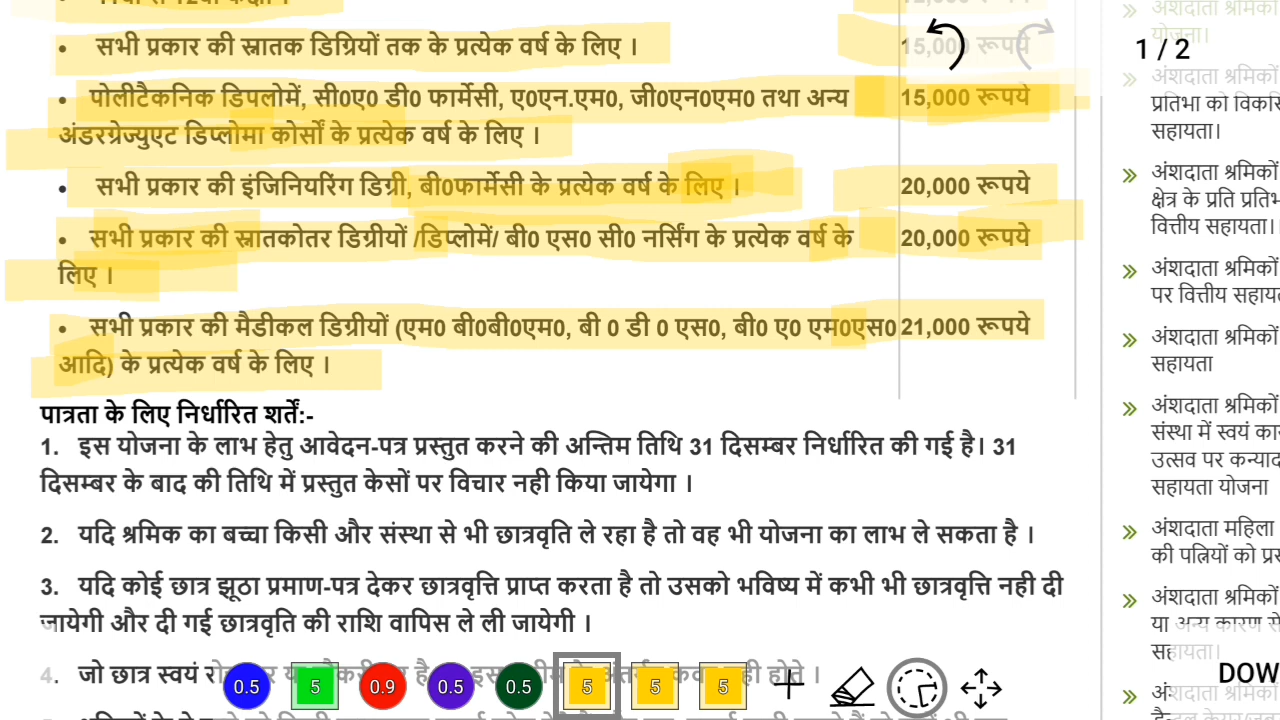 • सभी प्रकार की स्नातक डिग्रियों तक के प्रत्येक वर्ष के लिए । 15,000 रूपये
• पोलीटैकनिक डिपलोमें, सी0ए0 डी0 फार्मेसी, ए0एन.एम0, जी0एन0एम0 तथा अन्य 15,000 रूपये
अंडरग्रेज्युएट डिप्लोमा कोर्सों के प्रत्येक वर्ष के लिए ।
• सभी प्रकार की इंजिनियरिंग डिग्री, बी0फार्मेसी के प्रत्येक वर्ष के लिए । 20,000 रूपये
• सभी प्रकार की स्नातकोतर डिग्रीयों /डिप्लोमें/ बी0 एस0 सी0 नर्सिंग के प्रत्येक वर्ष के 20,000 रूपये
लिए ।
• सभी प्रकार की मैडीकल डिग्रीयों (एम0 बी0बी0एम0, बी 0 डी 0 एस0, बी0 ए0 एम0एस0 21,000 रूपये
आदि) के प्रत्येक वर्ष के लिए ।
पात्रता के लिए निर्धारित शर्तें:-
1. इस योजना के लाभ हेतु आवेदन-पत्र प्रस्तुत करने की अन्तिम तिथि 31 दिसम्बर निर्धारित की गई है। 31
दिसम्बर के बाद की तिथि में प्रस्तुत केसों पर विचार नही किया जायेगा ।
2. यदि श्रमिक का बच्चा किसी और संस्था से भी छात्रवृति ले रहा है तो वह भी योजना का लाभ ले सकता है ।
3. यदि कोई छात्र झूठा प्रमाण-पत्र देकर छात्रवृत्ति प्राप्त करता है तो उसको भविष्य में कभी भी छात्रवृत्ति नही दी
जायेगी और दी गई छात्रवृति की राशि वापिस ले ली जायेगी ।
4. जो छात्र स्वयं
0.5 5 0.9 0.5 0.5 5 5 5
1 / 2
अंशदाता श्रमिकों
योजना।
अंशदाता श्रमिकों
प्रतिभा को
सहायता।
अंशदाता श्रमिकों
क्षेत्र के प्रति
वित्तीय सहायता।
अंशदाता श्रमिकों
पर वित्तीय
अंशदाता श्रमिकों
सहायता
अंशदाता श्रमिकों
संस्था में स्वयं
उत्सव पर
सहायता योजना
अंशदाता महिला
की पत्नियों को
अंशदाता श्रमिकों
या अन्य कारण से
सहायता।
DOW